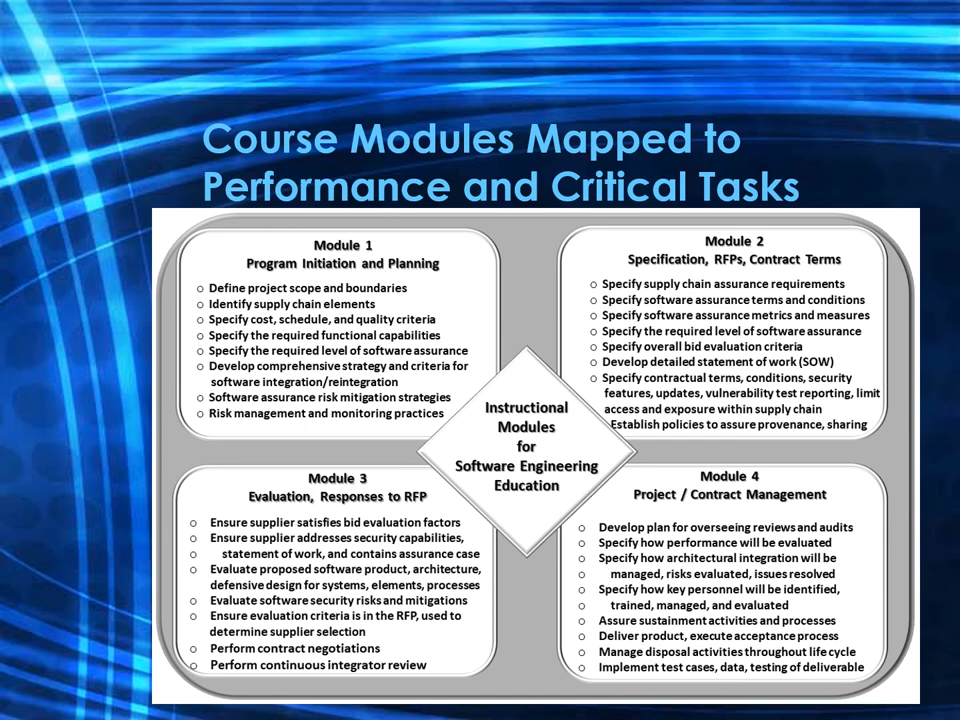 Course Modules Mapped to
Performance and Critical Tasks
Module 1
Program Initiation and Planning
o Define project scope and boundaries
o Identify supply chain elements
o Specify cost, schedule, and quality criteria
o Specify the required functional capabilities
o Specify the required level of software assurance
o Develop comprehensive strategy and criteria for
software integration/reintegration
o Software assurance risk mitigation strategies
o Risk management and monitoring practices
Module 2
Specification, RFPs, Contract Terms
o Specify supply chain assurance requirements
o Specify software assurance terms and conditions
o Specify software assurance metrics and measures
o Specify the required level of software assurance
o Specify overall bid evaluation criteria
o Develop detailed statement of work (SOW)
o Specify contractual terms, conditions, security
features, updates, vulnerability test reporting, limit
access and exposure within supply chain
Establish policies to assure provenance, sharing
Instructional
Modules
for
Software Engineering
Education
Module 3
Evaluation, Responses to RFP
o Ensure supplier satisfies bid evaluation factors
o Ensure supplier addresses security capabilities,
o statement of work, and contains assurance case
o Evaluate proposed software product, architecture,
defensive design for systems, elements, processes
o Evaluate software security risks and mitigations
o Ensure evaluation criteria is in the RFP, used to
determine supplier selection
o Perform contract negotiations
o Perform continuous integrator review
Module 4
Project / Contract Management
o Develop plan for overseeing reviews and audits
o Specify how performance will be evaluated
o Specify how architectural integration will be
o managed, risks evaluated, issues resolved
o Specify how key personnel will be identified,
o trained, managed, and evaluated
o Assure sustainment activities and processes
o Deliver product, execute acceptance process
o Manage disposal activities throughout life cycle
o Implement test cases, data, testing of deliverable